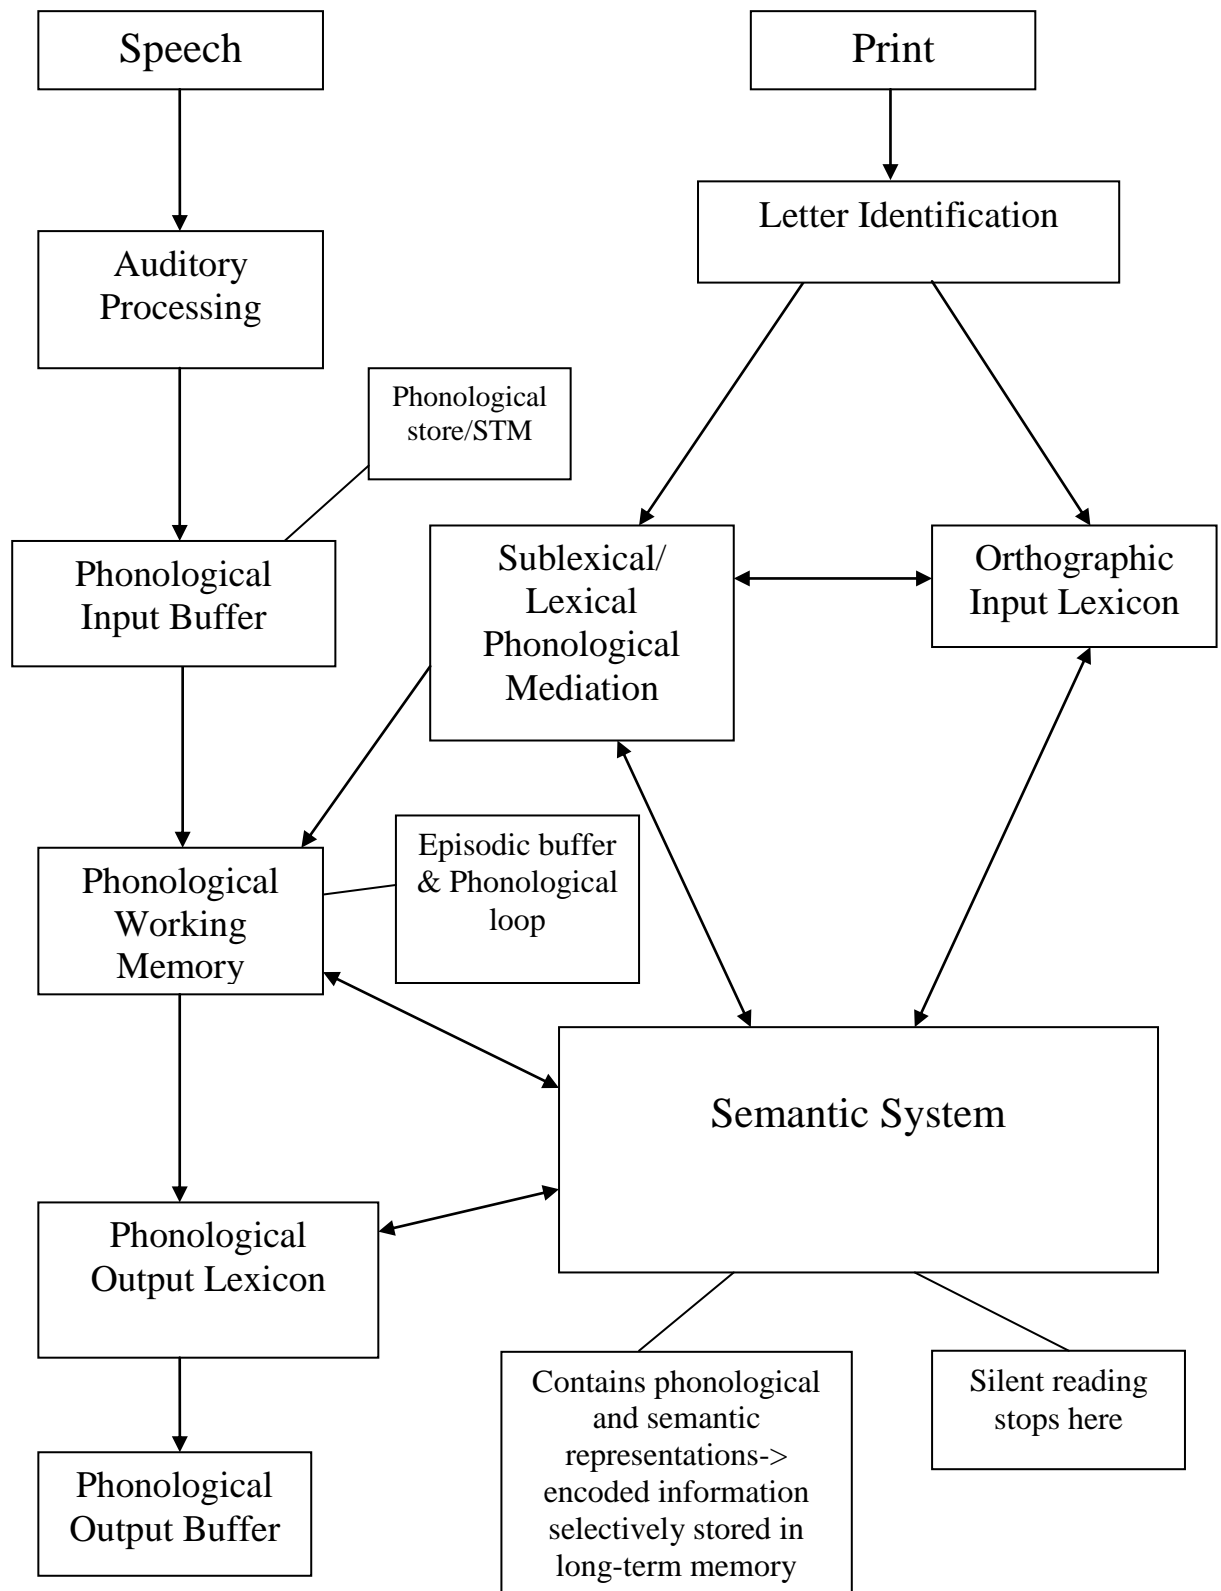 Speech
Print
Letter Identification
Auditory
Processing
Phonological
store/STM
Phonological
Input Buffer
Sublexical/
Lexical
Phonological
Mediation
Orthographic
Input Lexicon
Phonological
Working
Memory
Episodic buffer
& Phonological
loop
Semantic System
Phonological
Output Lexicon
Phonological
Output Buffer
Contains phonological
and semantic
representations->
encoded information
selectively stored in
long-term memory
Silent reading
stops here